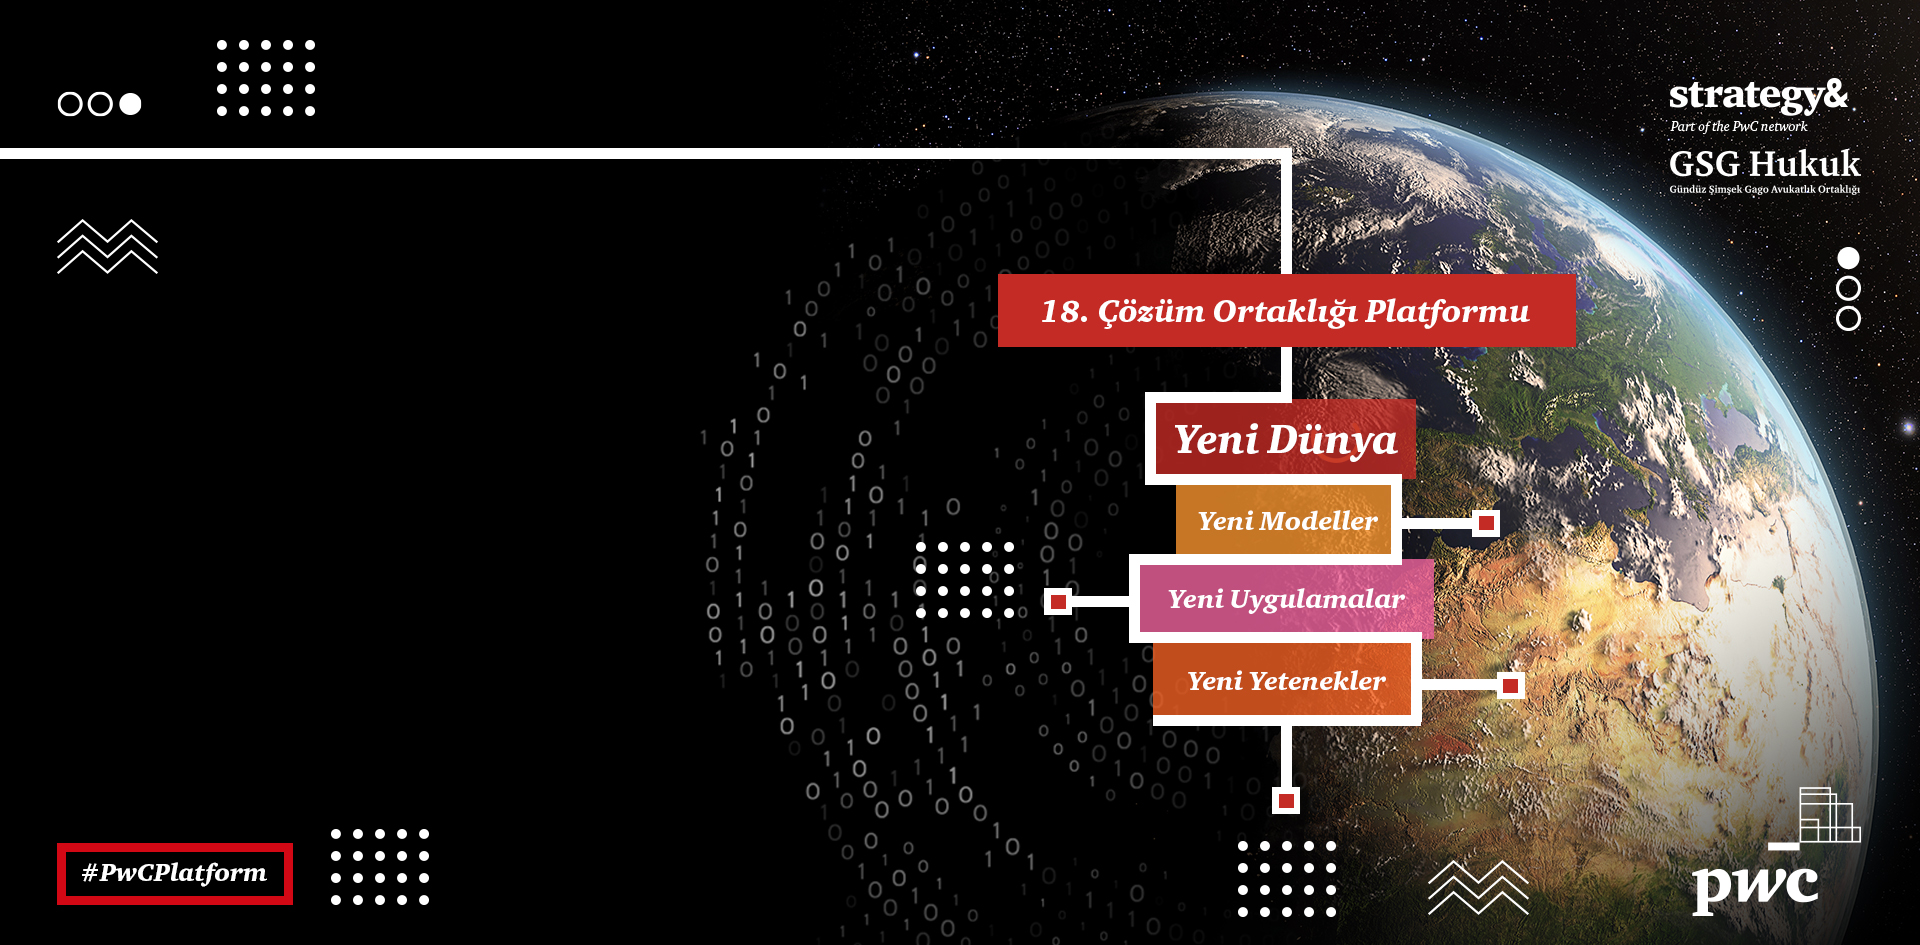 strategy&
Part of the PwC network
GSG Hukuk
Gündüz Şimşek Gago Avukatlık Ortaklığı
18. Çözüm Ortaklığı Platformu
Yeni Dünya
Yeni Modeller
Yeni Uygulamalar
Yeni Yetenekler
#PwCPlatform
pwc